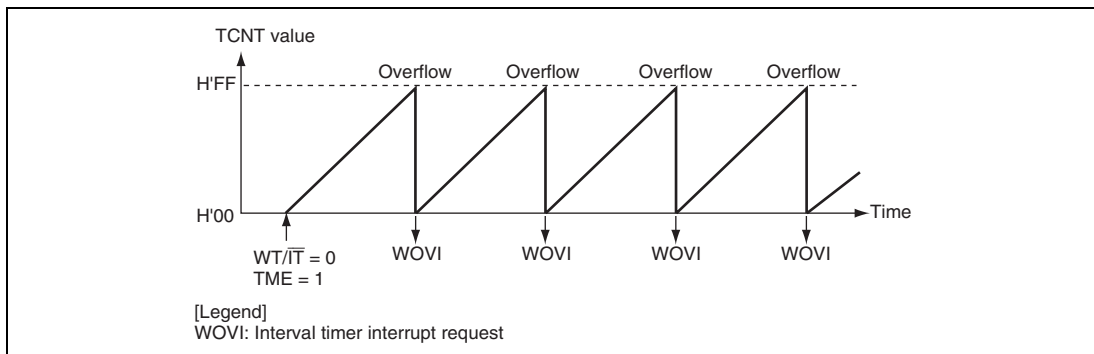 TCNT value
H'FF
Overflow Overflow Overflow Overflow
H'00
Time
WT/I̅T̅ = 0
TME = 1
WOVI WOVI WOVI WOVI
[Legend]
WOVI: Interval timer interrupt request